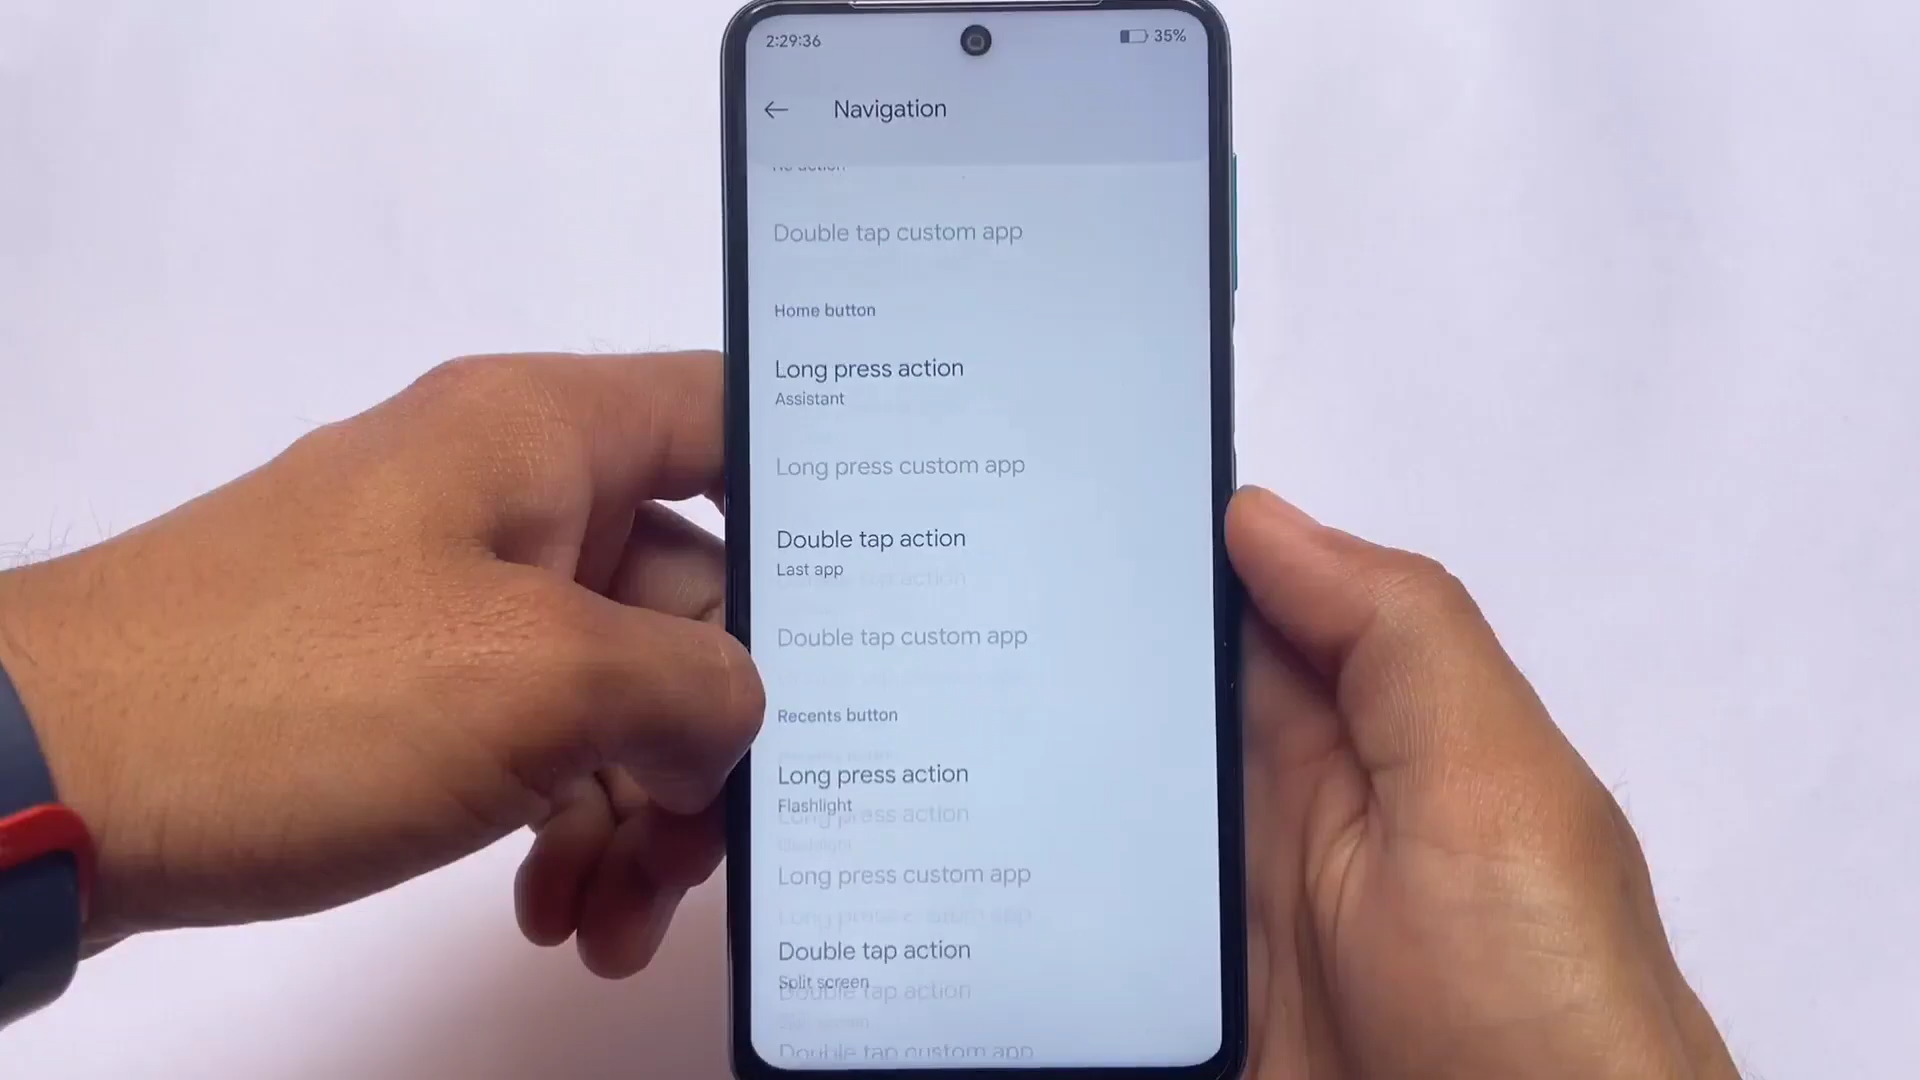 2:29:36
35%
Navigation
No action
Double tap custom app
Home button
Long press action
Assistant
Long press custom app
Double tap action
Last app
Double tap custom app
Recents button
Long press action
Flashlight
Long press custom app
Double tap action
Split screen
Double tap custom app